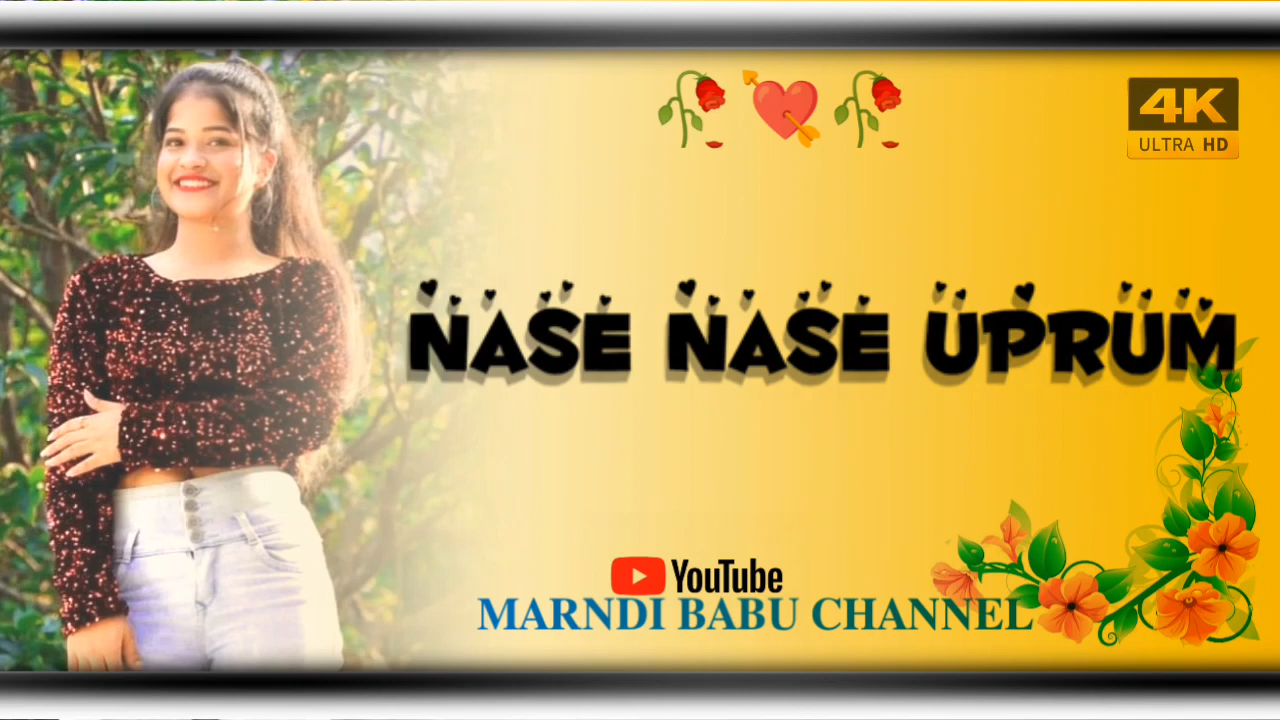 4K
ULTRA HD
NASE NASE UPRUM
YouTube
MARNDI BABU CHANNEL